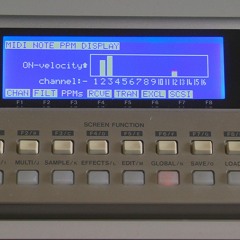 MIDI NOTE PPM DISPLAY
ON-velocity↑
channel:- 12345678910111213141516
CHAN FILT PPMs RCVE TRAN EXCL SCSI
F1 F2 F3 F4 F5 F6 F7 F8
SCREEN FUNCTION
MULTI/ SAMPLE/ EFFECTS/ EDIT/ GLOBAL/ SAVE/ LOAD